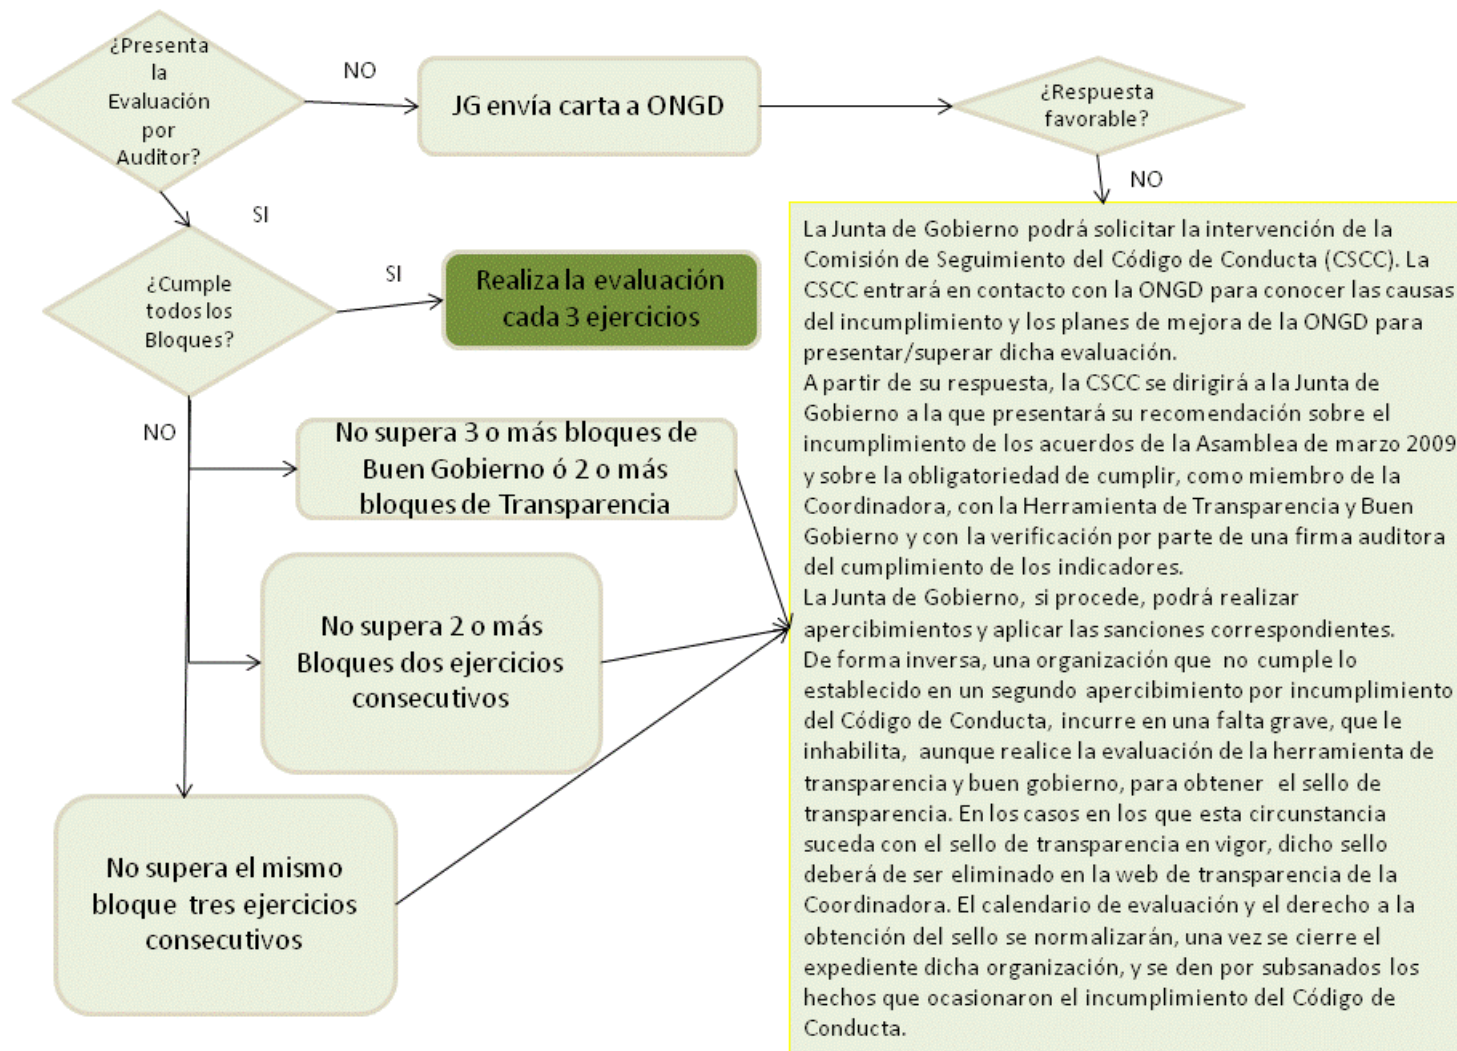 ¿Presenta
la
Evaluación
por
Auditor?
NO
JG envía carta a ONGD
¿Respuesta
favorable?
NO
SI
¿Cumple
todos los
Bloques?
SI
Realiza la evaluación
cada 3 ejercicios
NO
No supera 3 o más bloques de
Buen Gobierno ó 2 o más
bloques de Transparencia
No supera 2 o más
Bloques dos ejercicios
consecutivos
No supera el mismo
bloque tres ejercicios
consecutivos
La Junta de Gobierno podrá solicitar la intervención de la
Comisión de Seguimiento del Código de Conducta (CSCC). La
CSCC entrará en contacto con la ONGD para conocer las causas
del incumplimiento y los planes de mejora de la ONGD para
presentar/superar dicha evaluación.
A partir de su respuesta, la CSCC se dirigirá a la Junta de
Gobierno a la que presentará su recomendación sobre el
incumplimiento de los acuerdos de la Asamblea de marzo 2009
y sobre la obligatoriedad de cumplir, como miembro de la
Coordinadora, con la Herramienta de Transparencia y Buen
Gobierno y con la verificación por parte de una firma auditora
del cumplimiento de los indicadores.
La Junta de Gobierno, si procede, podrá realizar
apercibimientos y aplicar las sanciones correspondientes.
De forma inversa, una organización que no cumple lo
establecido en un segundo apercibimiento por incumplimiento
del Código de Conducta, incurre en una falta grave, que le
inhabilita, aunque realice la evaluación de la herramienta de
transparencia y buen gobierno, para obtener el sello de
transparencia. En los casos en los que esta circunstancia
suceda con el sello de transparencia en vigor, dicho sello
deberá de ser eliminado en la web de transparencia de la
Coordinadora. El calendario de evaluación y el derecho a la
obtención del sello se normalizarán, una vez se cierre el
expediente dicha organización, y se den por subsanados los
hechos que ocasionaron el incumplimiento del Código de
Conducta.